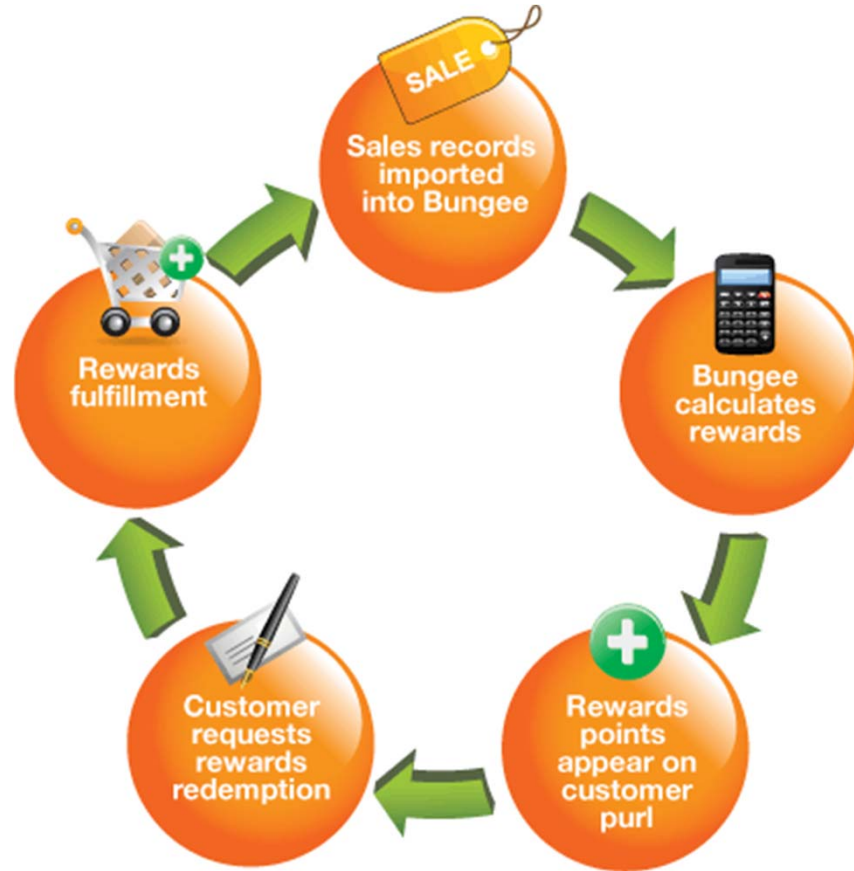 SALE
Sales records
imported
into Bungee
Bungee
calculates
rewards
Rewards
points
appear on
customer
purl
Customer
requests
rewards
redemption
Rewards
fulfillment